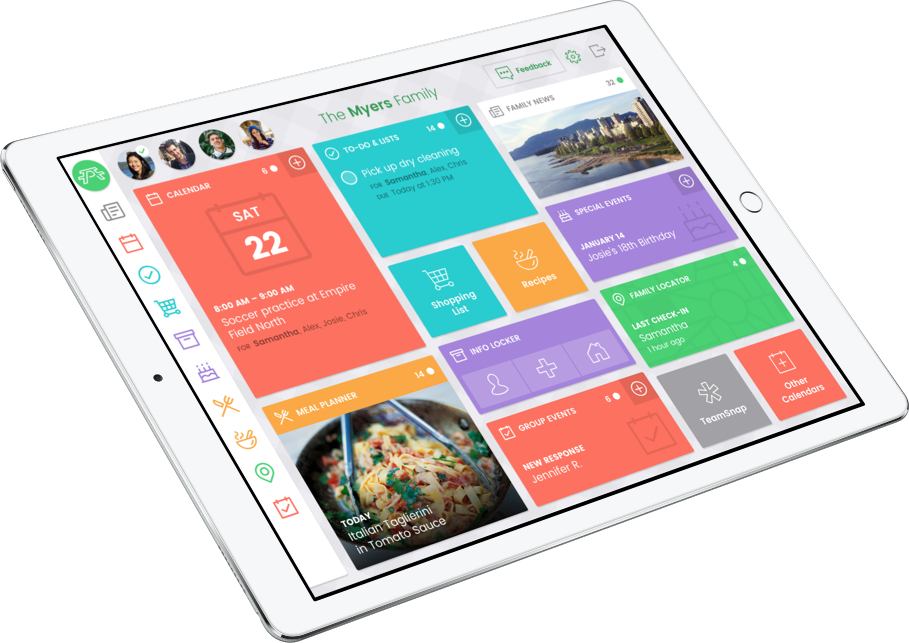 The Myers Family
Feedback
CALENDAR
6
SAT
22
8:00 AM – 9:00 AM
Soccer practice at Empire
Field North
FOR Samantha, Alex, Josie, Chris
TO-DO & LISTS
14
Pick up dry cleaning
FOR Samantha, Alex, Chris
DUE Today at 1:30 PM
FAMILY NEWS
32
Shopping
List
Recipes
SPECIAL EVENTS
JANUARY 14
Josie's 18th Birthday
INFO LOCKER
FAMILY LOCATOR
4
LAST CHECK-IN
Samantha
1 hour ago
MEAL PLANNER
14
TODAY
Italian Taglierini
in Tomato Sauce
GROUP EVENTS
6
NEW RESPONSE
Jennifer R.
TeamSnap
Other
Calendars